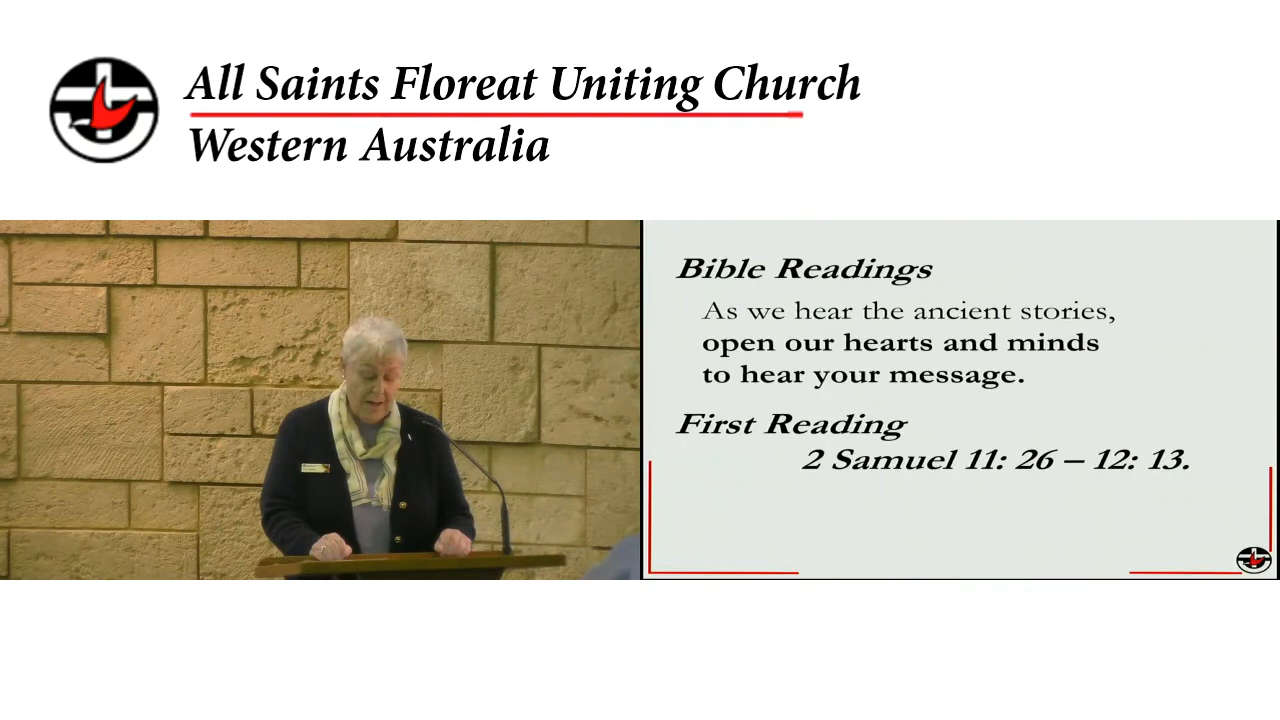 All Saints Floreat Uniting Church
Western Australia
Bible Readings
As we hear the ancient stories,
open our hearts and minds
to hear your message.
First Reading
2 Samuel 11: 26 – 12: 13.